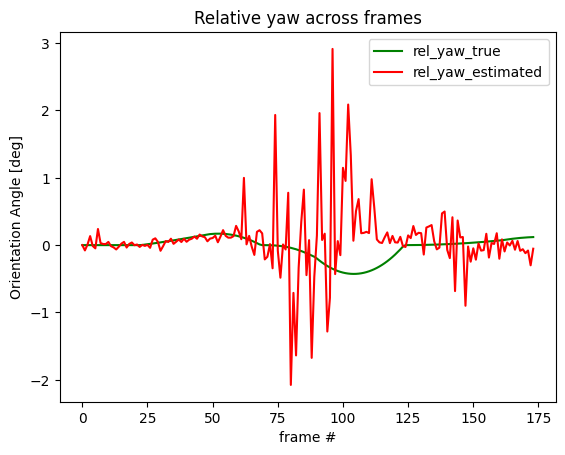 Relative yaw across frames
rel_yaw_true
rel_yaw_estimated
Orientation Angle [deg]
3
2
1
0
−1
−2
0 25 50 75 100 125 150 175
frame #